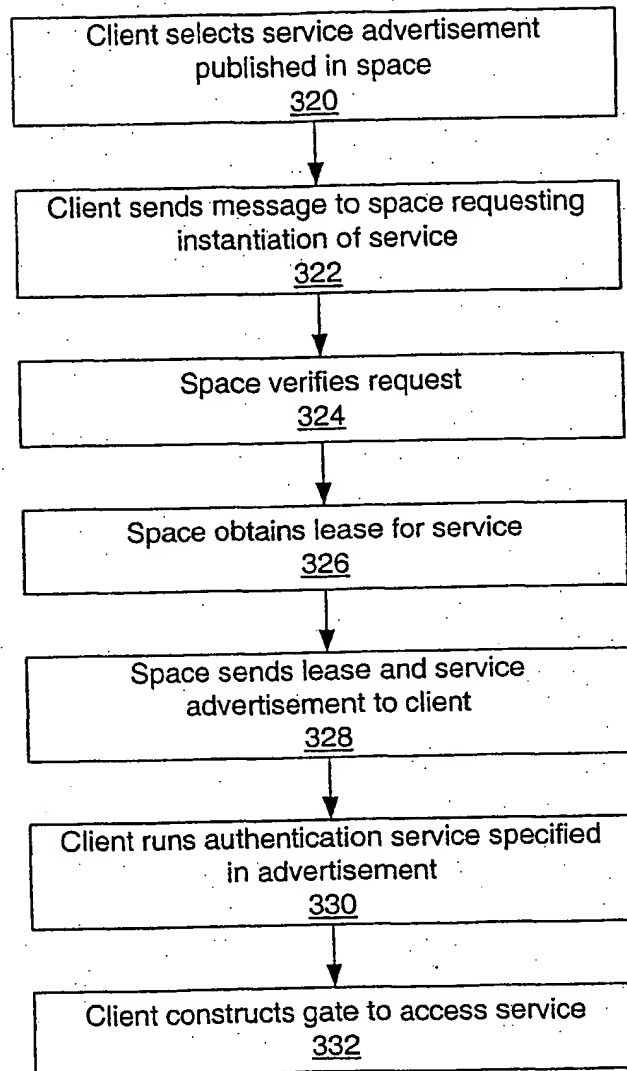 Client selects service advertisement
published in space
320
Client sends message to space requesting
instantiation of service
322
Space verifies request
324
Space obtains lease for service
326
Space sends lease and service
advertisement to client
328
Client runs authentication service specified
in advertisement
330
Client constructs gate to access service
332